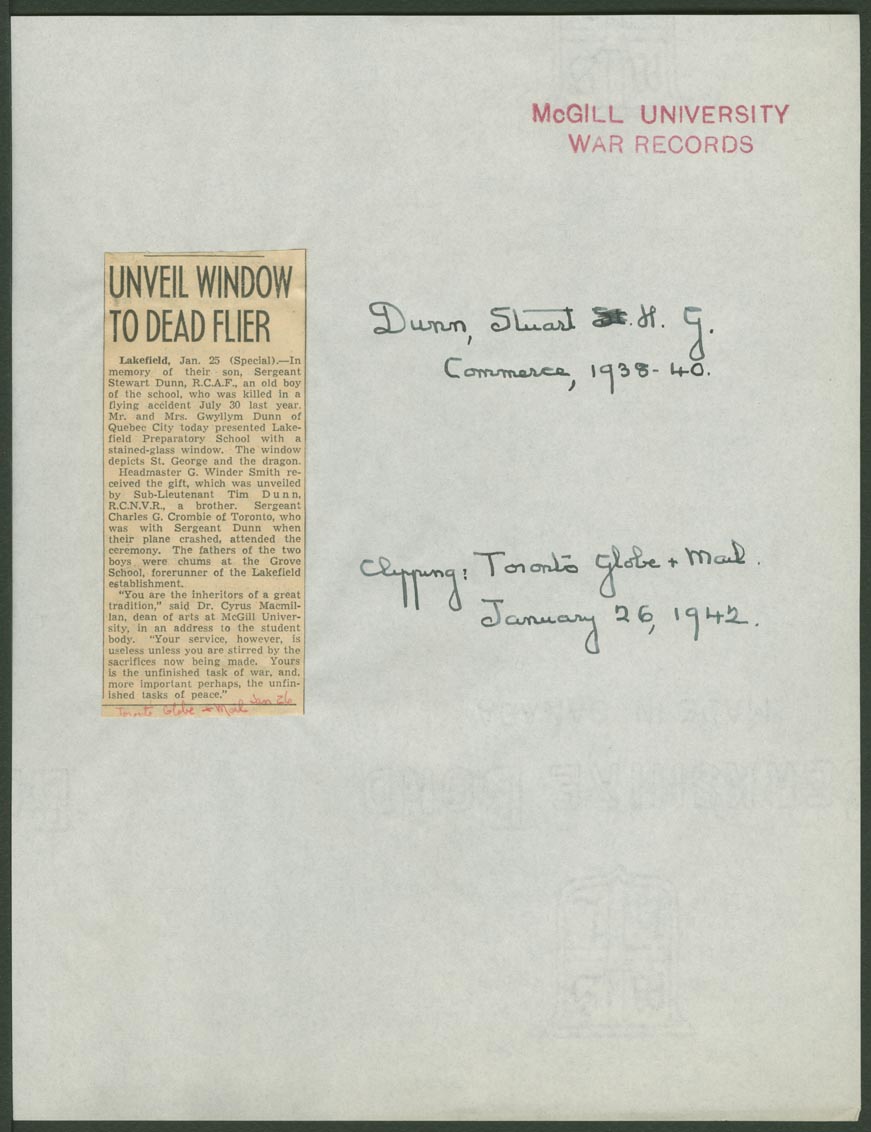 McGILL UNIVERSITY
WAR RECORDS
UNVEIL WINDOW
TO DEAD FLIER
Lakefield, Jan. 25 (Special).—In
memory of their son, Sergeant
Stewart Dunn, R.C.A.F., an old boy
of the school, who was killed in a
flying accident July 30 last year.
Mr. and Mrs. Gwyllym Dunn of
Quebec City today presented Lake-
field Preparatory School with a
stained-glass window. The window
depicts St. George and the dragon.
Headmaster G. Winder Smith re-
ceived the gift, which was unveiled
by Sub-Lieutenant Tim Dunn,
R.C.N.V.R., a brother. Sergeant
Charles G. Crombie of Toronto, who
was with Sergeant Dunn when
their plane crashed, attended the
ceremony. The fathers of the two
boys were chums at the Grove
School, forerunner of the Lakefield
establishment.
"You are the inheritors of a great
tradition," said Dr. Cyrus Macmil-
lan, dean of arts at McGill Univer-
sity, in an address to the student
body. "Your service, however, is
useless unless you are stirred by the
sacrifices now being made. Yours
is the unfinished task of war, and,
more important perhaps, the unfin-
ished tasks of peace."
Toronto Globe + Mail Jan 26
Dunn, Stuart H. G.
Commerce, 1938-40.
Clipping: Toronto Globe + Mail.
January 26, 1942.